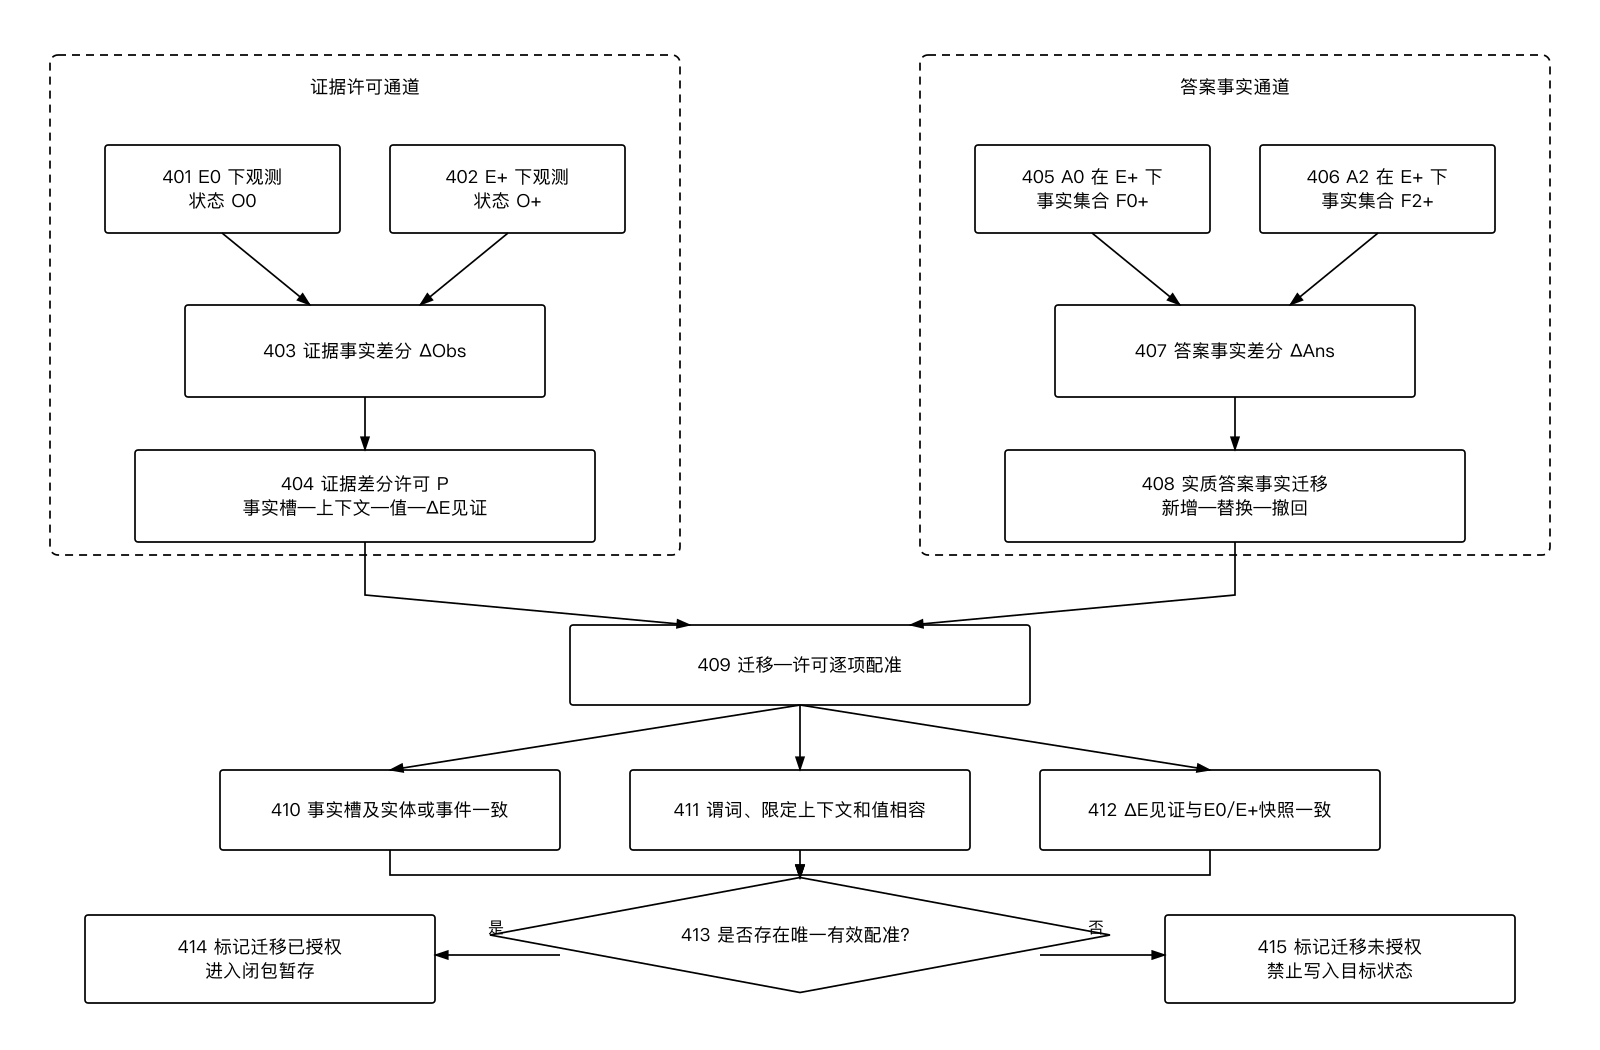 证据许可通道
答案事实通道
401 E0 下观测
状态 O0
402 E+ 下观测
状态 O+
405 A0 在 E+ 下
事实集合 F0+
406 A2 在 E+ 下
事实集合 F2+
403 证据事实差分 ΔObs
407 答案事实差分 ΔAns
404 证据差分许可 P
事实槽—上下文—值—ΔE见证
408 实质答案事实迁移
新增—替换—撤回
409 迁移—许可逐项配准
410 事实槽及实体或事件一致
411 谓词、限定上下文和值相容
412 ΔE见证与E0/E+快照一致
是
否
413 是否存在唯一有效配准?
414 标记迁移已授权
进入闭包暂存
415 标记迁移未授权
禁止写入目标状态